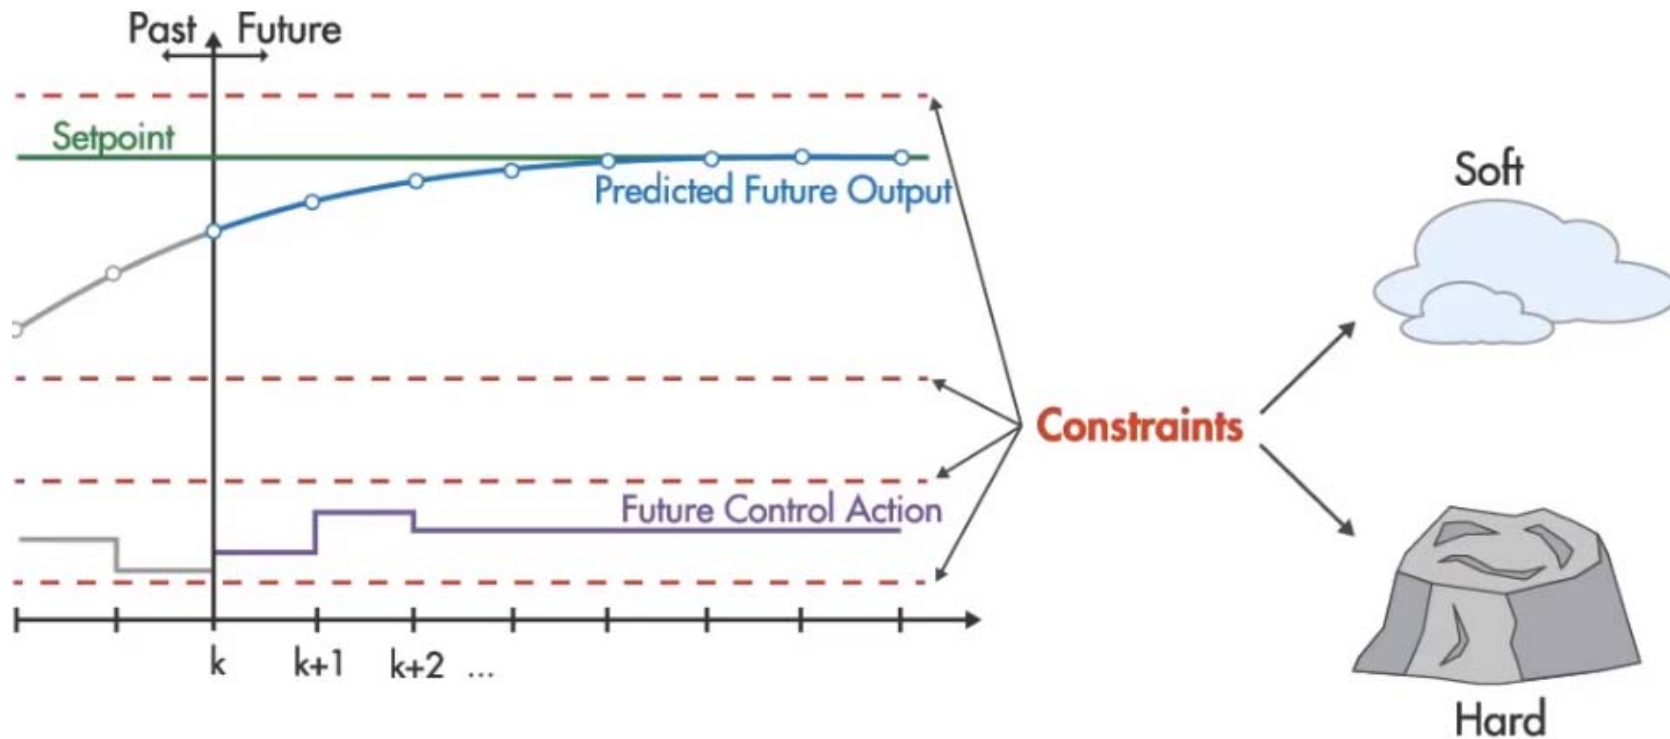 Past Future
Setpoint
Predicted Future Output
Soft
Constraints
Future Control Action
k k+1 k+2 ...
Hard